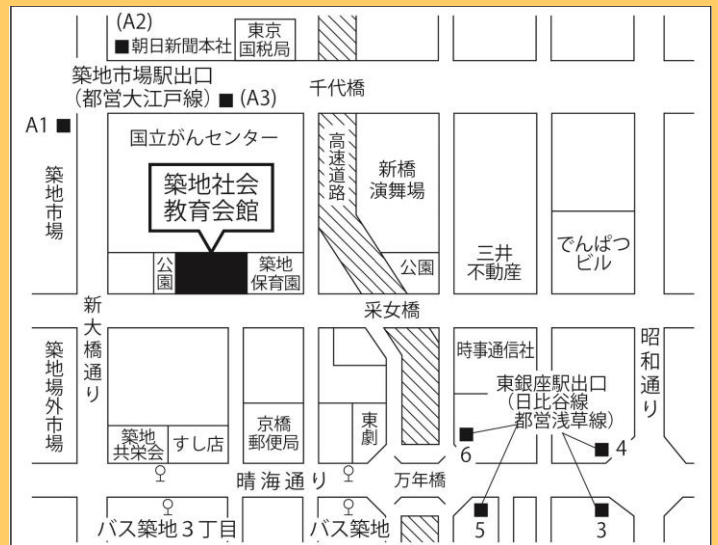 (A2)
■朝日新聞本社
東京
国税局
築地市場駅出口
(都営大江戸線)■(A3)
千代橋
A1■
国立がんセンター
高速道路
新橋
演舞場
築地市場
築地社会
教育会館
公園
築地
保育園
公園
三井
不動産
でんぱつ
ビル
新大橋通り
采女橋
昭和通り
築地場外市場
時事通信社
東銀座駅出口
(日比谷線
都営浅草線)
築地
共栄会
すし店
京橋
郵便局
東劇
6
4
晴海通り
万年橋
バス築地3丁目
バス築地
5
3